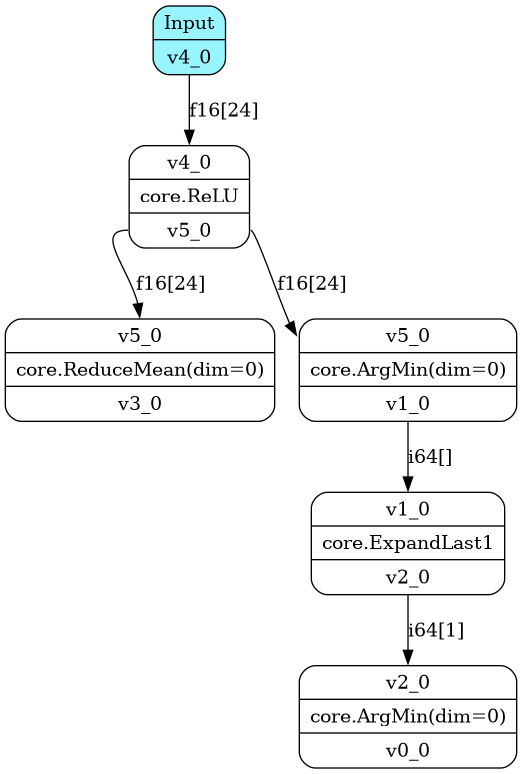 Input
v4_0
f16[24]
v4_0
core.ReLU
v5_0
f16[24]
f16[24]
v5_0
core.ReduceMean(dim=0)
v3_0
v5_0
core.ArgMin(dim=0)
v1_0
i64[]
v1_0
core.ExpandLast1
v2_0
i64[1]
v2_0
core.ArgMin(dim=0)
v0_0